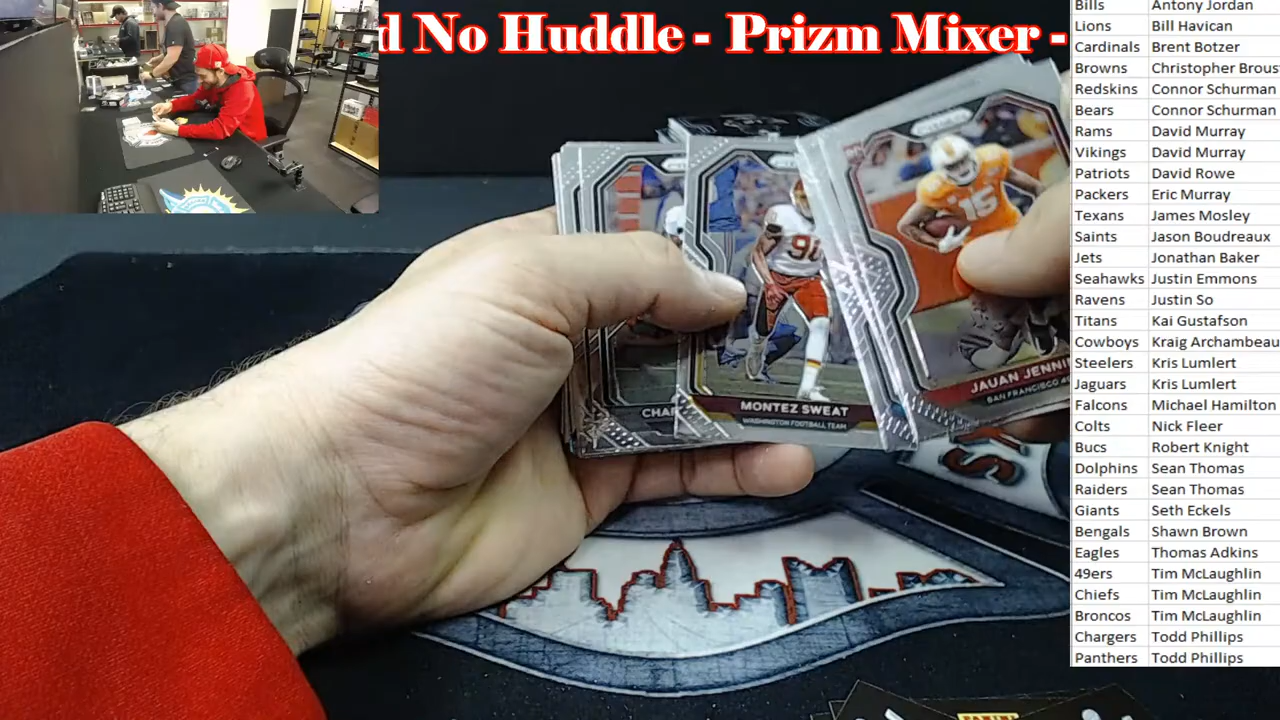 d No Huddle - Prizm Mixer -
Bills Antony Jordan
Lions Bill Havican
Cardinals Brent Botzer
Browns Christopher Brous
Redskins Connor Schurman
Bears Connor Schurman
Rams David Murray
Vikings David Murray
Patriots David Rowe
Packers Eric Murray
Texans James Mosley
Saints Jason Boudreaux
Jets Jonathan Baker
Seahawks Justin Emmons
Ravens Justin So
Titans Kai Gustafson
Cowboys Kraig Archambeau
Steelers Kris Lumlert
Jaguars Kris Lumlert
Falcons Michael Hamilton
Colts Nick Fleer
Bucs Robert Knight
Dolphins Sean Thomas
Raiders Sean Thomas
Giants Seth Eckels
Bengals Shawn Brown
Eagles Thomas Adkins
49ers Tim McLaughlin
Chiefs Tim McLaughlin
Broncos Tim McLaughlin
Chargers Todd Phillips
Panthers Todd Phillips
15
JAUAN JENNI
SAN FRANCISCO 4
MONTEZ SWEAT
WASHINGTON FOOTBALL TEAM
CHA
PANINI